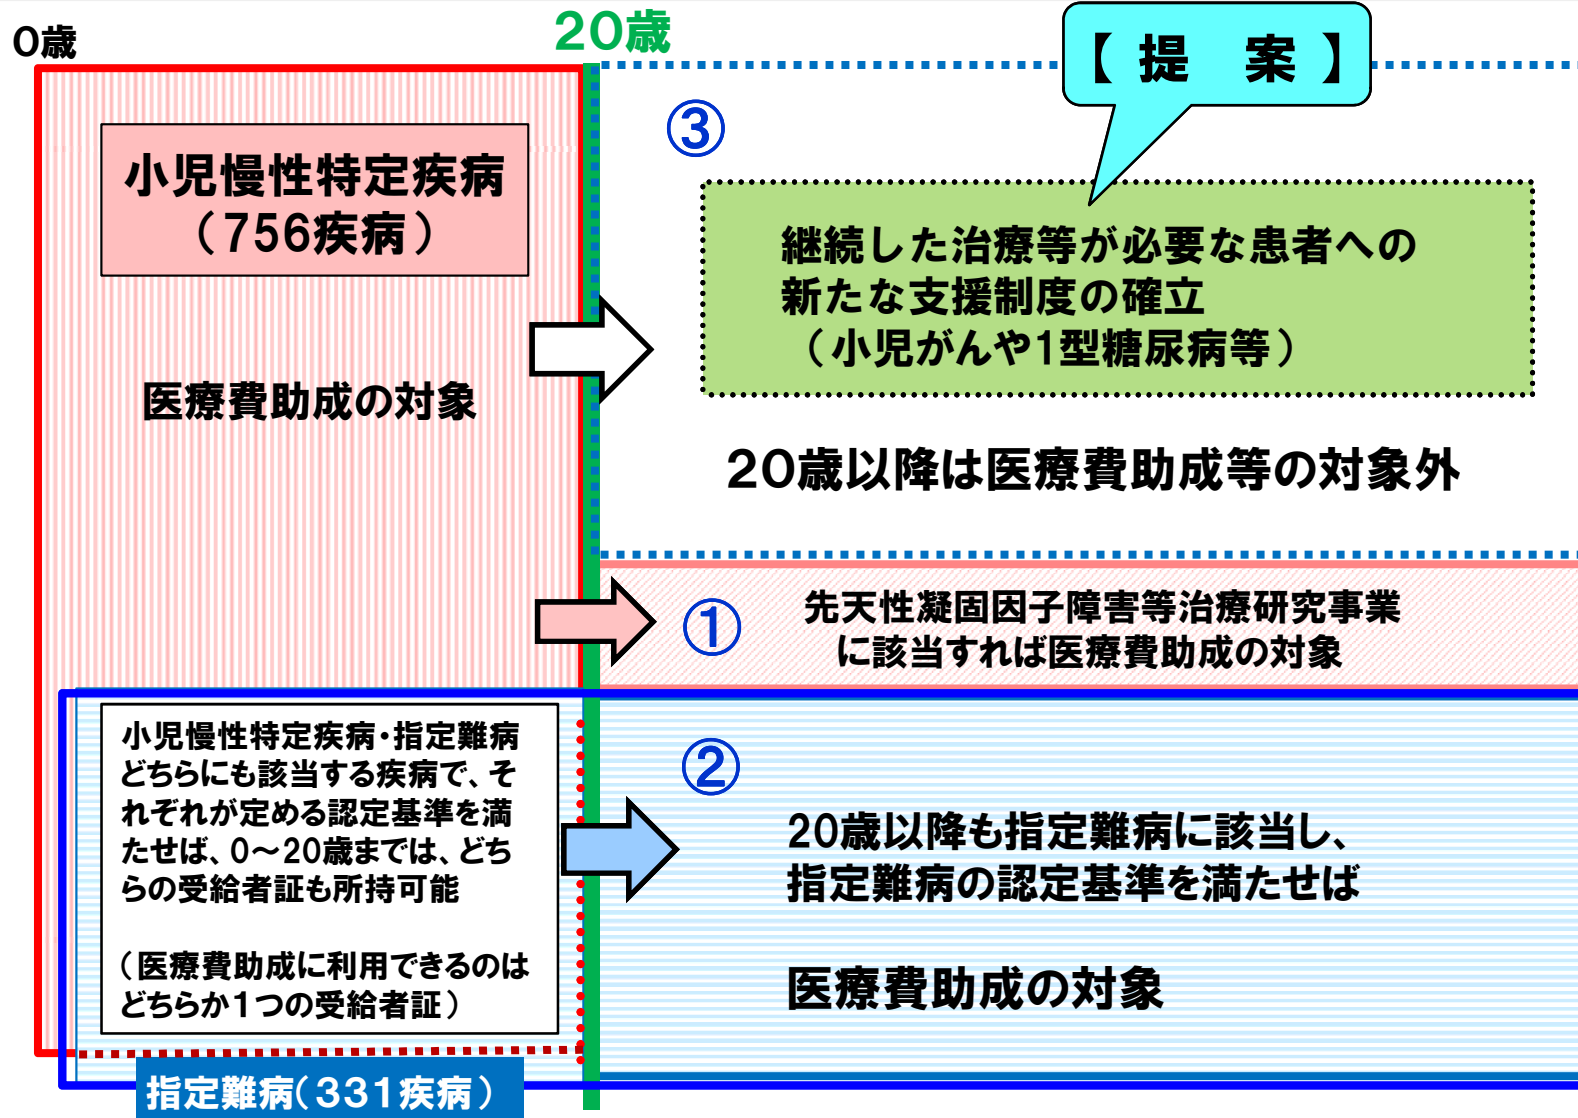 0歳
20歳
【 提　案 】
小児慢性特定疾病
（756疾病）
医療費助成の対象
③
継続した治療等が必要な患者への
新たな支援制度の確立
（小児がんや1型糖尿病等）
20歳以降は医療費助成等の対象外
①
先天性凝固因子障害等治療研究事業
に該当すれば医療費助成の対象
小児慢性特定疾病・指定難病
どちらにも該当する疾病で、そ
れぞれが定める認定基準を満
たせば、0～20歳までは、どち
らの受給者証も所持可能
（医療費助成に利用できるのは
どちらか１つの受給者証）
②
20歳以降も指定難病に該当し、
指定難病の認定基準を満たせば
医療費助成の対象
指定難病（331疾病）